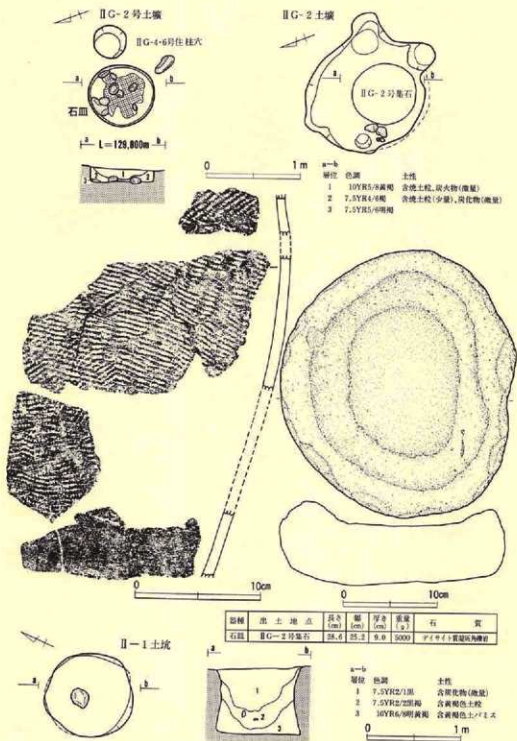 ⅡG-2号土壙
ⅡG-4-6号住柱穴
a
b
石皿
a L=129,800m b
3
1
2
ⅡG-2土壙
a
b
ⅡG-2号集石
0
1m
a—b
層位 色調 土性
1 10YR5/8黄褐 含焼土粒,炭火物(微量)
2 7.5YR4/6褐 含焼土粒(少量),炭化物(微量)
3 7.5YR5/6明褐
0
10cm
0
10cm
器種 出土地点 長さ(cm) 幅(cm) 厚さ(cm) 重量(g) 石質
石皿 ⅡG-2号集石 28.6 25.2 9.0 5000 デイサイト質凝灰角礫岩
Ⅱ-1土坑
a
b
a
b
1
2
3
a—b
層位 色調 土性
1 7.5YR2/1黒 含炭化物(微量)
2 7.5YR2/2黒褐 含黄褐色土粒
3 10YR6/8明黄褐 含黄褐色土パミス
0
1m